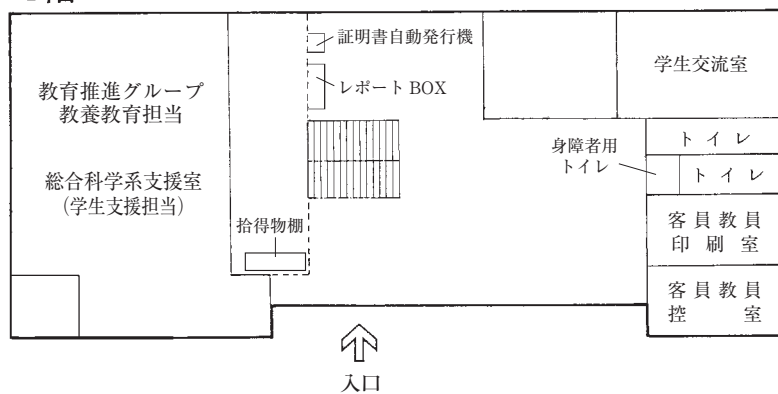 教育推進グループ
教養教育担当
総合科学系支援室
(学生支援担当)
証明書自動発行機
レポート BOX
拾得物棚
学生交流室
トイレ
身障者用
トイレ
トイレ
客員教員
印刷室
客員教員
控室
入口